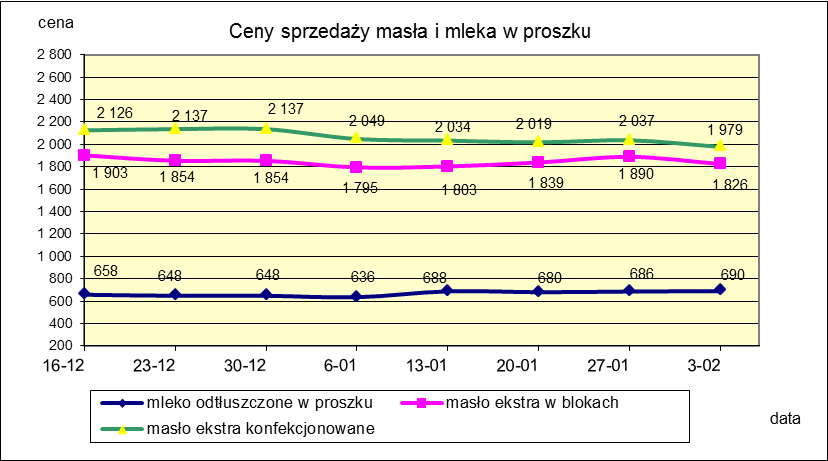 cena
Ceny sprzedaży masła i mleka w proszku
2 800
2 600
2 400
2 200
2 000
1 800
1 600
1 400
1 200
1 000
800
600
400
200
2 126 2 137 2 137 2 049 2 034 2 019 2 037 1 979
1 903 1 854 1 854 1 795 1 803 1 839 1 890 1 826
658 648 648 636 688 680 686 690
16-12 23-12 30-12 6-01 13-01 20-01 27-01 3-02
mleko odtłuszczone w proszku masło ekstra w blokach
masło ekstra konfekcjonowane
data